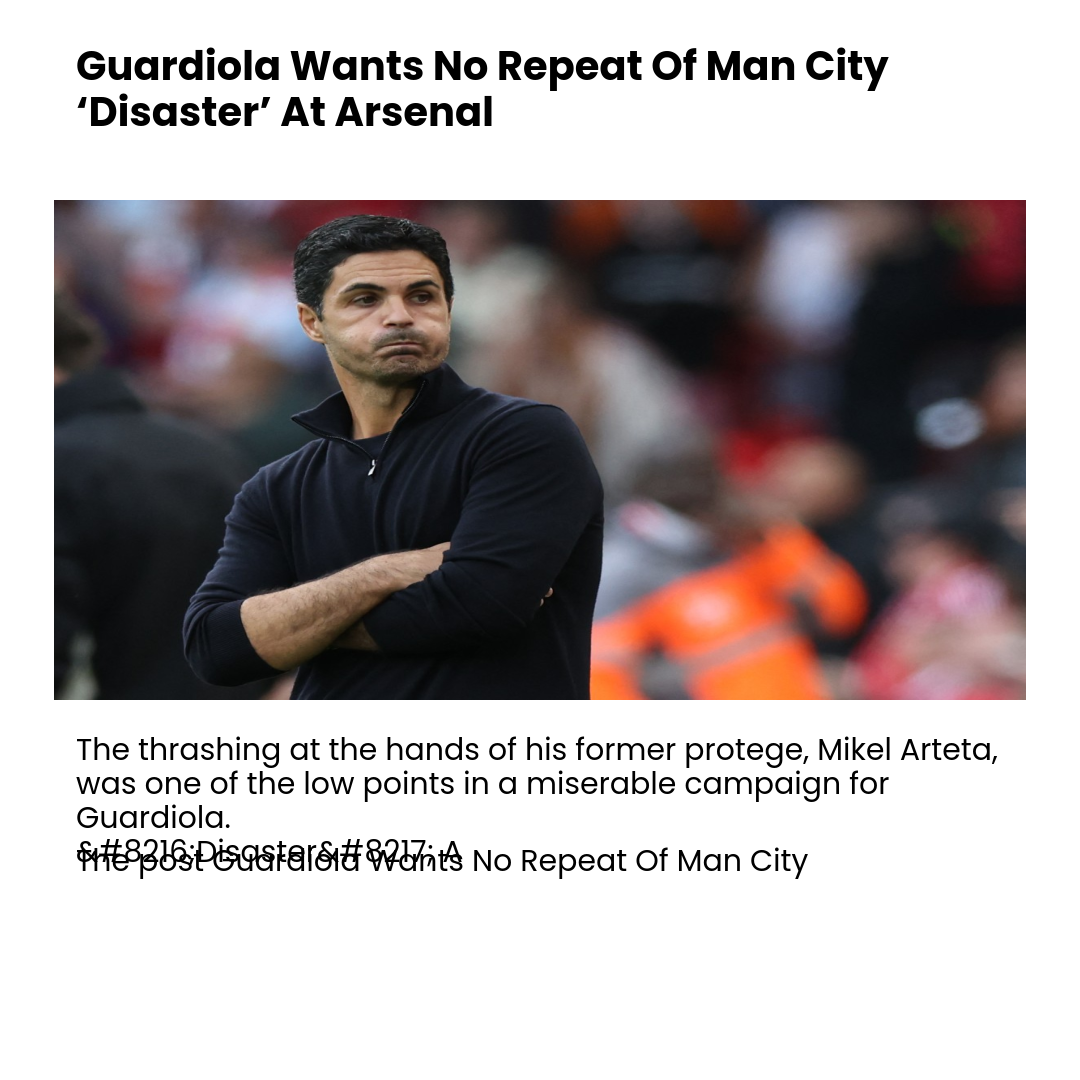 Guardiola Wants No Repeat Of Man City
‘Disaster’ At Arsenal
The thrashing at the hands of his former protege, Mikel Arteta,
was one of the low points in a miserable campaign for
Guardiola.
&#8216;Disaster&#8217; A
The post Guardiola Wants No Repeat Of Man City